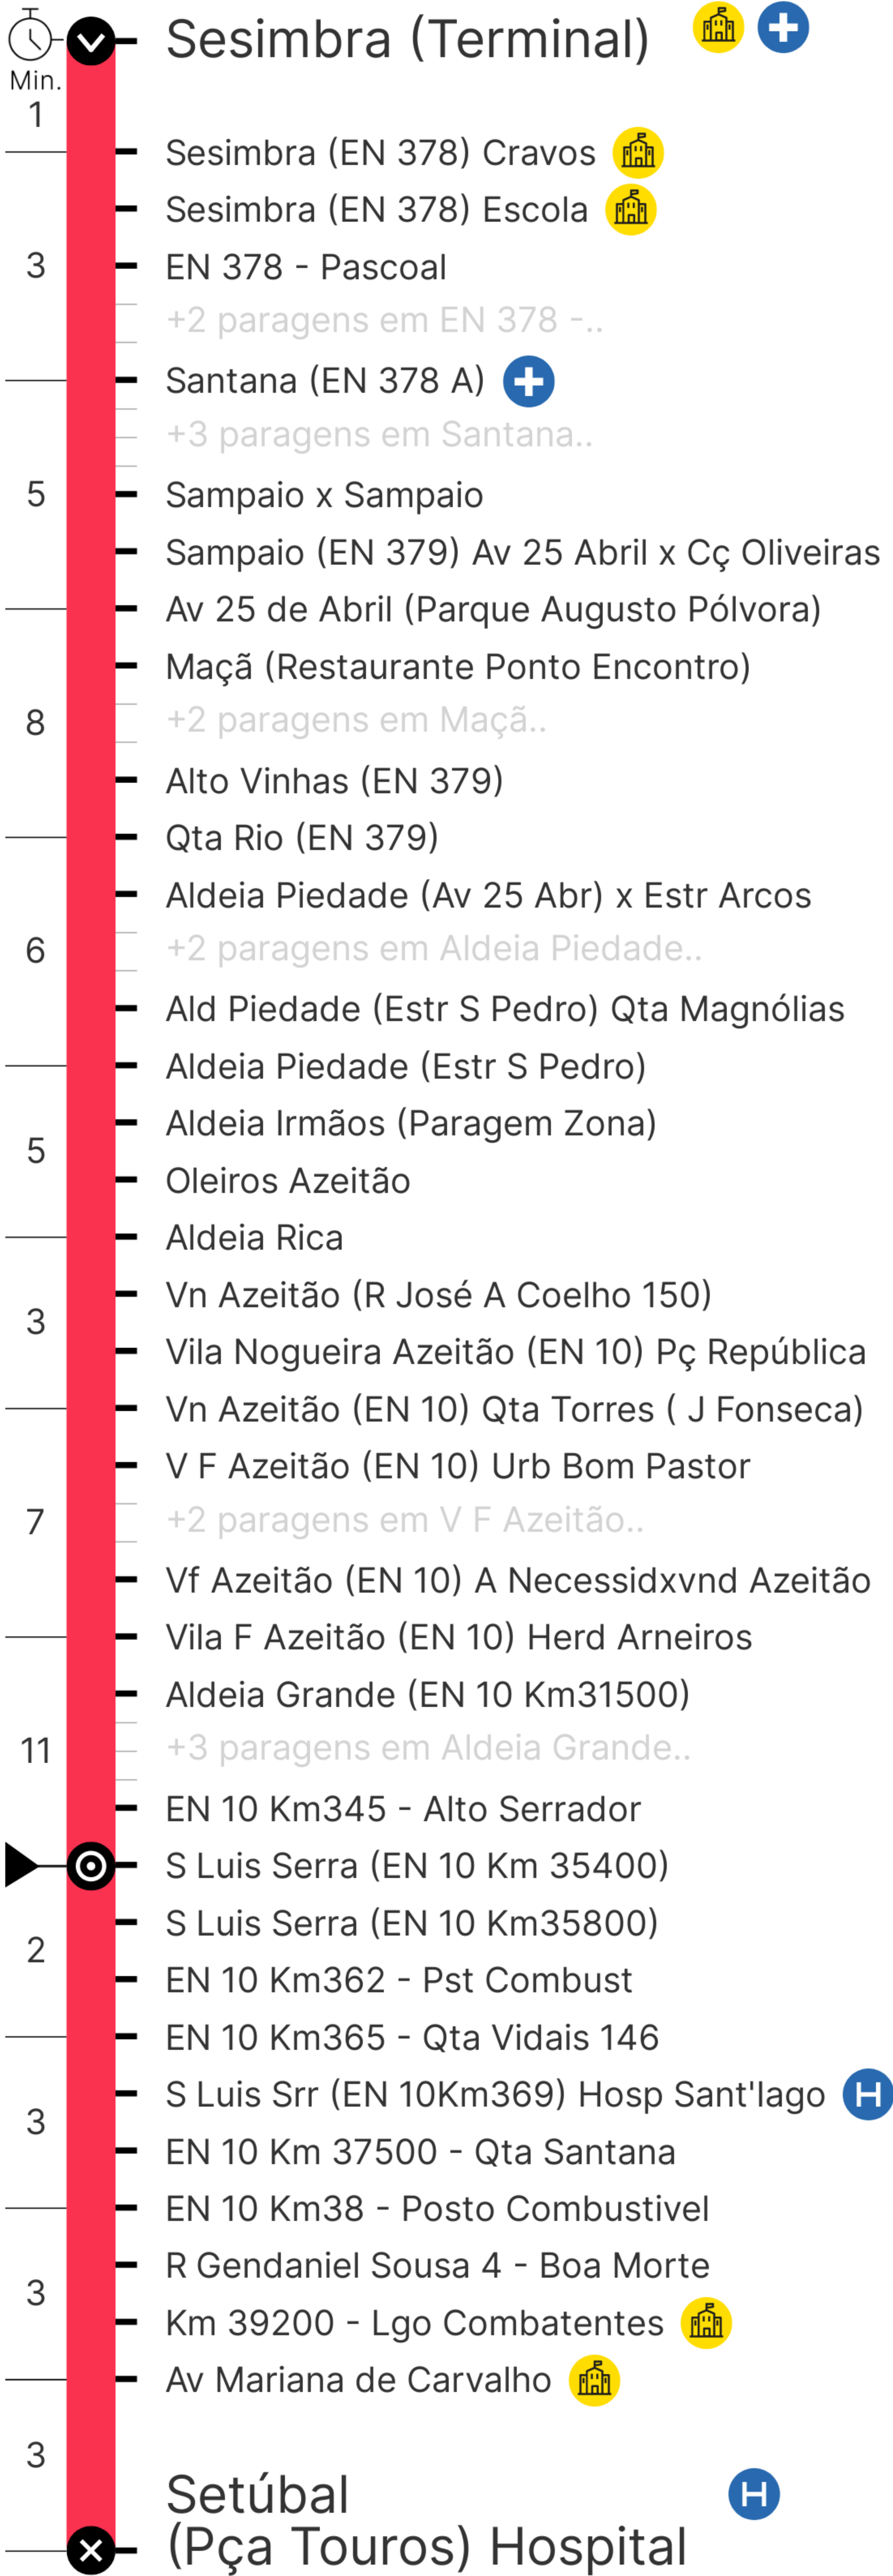 Sesimbra (Terminal)
Min.
1
Sesimbra (EN 378) Cravos
Sesimbra (EN 378) Escola
3
EN 378 - Pascoal
+2 paragens em EN 378 -..
Santana (EN 378 A)
+3 paragens em Santana..
5
Sampaio x Sampaio
Sampaio (EN 379) Av 25 Abril x Cç Oliveiras
Av 25 de Abril (Parque Augusto Pólvora)
Maçã (Restaurante Ponto Encontro)
8
+2 paragens em Maçã..
Alto Vinhas (EN 379)
Qta Rio (EN 379)
Aldeia Piedade (Av 25 Abr) x Estr Arcos
6
+2 paragens em Aldeia Piedade..
Ald Piedade (Estr S Pedro) Qta Magnólias
Aldeia Piedade (Estr S Pedro)
Aldeia Irmãos (Paragem Zona)
5
Oleiros Azeitão
Aldeia Rica
Vn Azeitão (R José A Coelho 150)
3
Vila Nogueira Azeitão (EN 10) Pç República
Vn Azeitão (EN 10) Qta Torres ( J Fonseca)
V F Azeitão (EN 10) Urb Bom Pastor
7
+2 paragens em V F Azeitão..
Vf Azeitão (EN 10) A Necessidxvnd Azeitão
Vila F Azeitão (EN 10) Herd Arneiros
Aldeia Grande (EN 10 Km31500)
11
+3 paragens em Aldeia Grande..
EN 10 Km345 - Alto Serrador
S Luis Serra (EN 10 Km 35400)
S Luis Serra (EN 10 Km35800)
2
EN 10 Km362 - Pst Combust
EN 10 Km365 - Qta Vidais 146
S Luis Srr (EN 10Km369) Hosp Sant'Iago H
3
EN 10 Km 37500 - Qta Santana
EN 10 Km38 - Posto Combustivel
R Gendaniel Sousa 4 - Boa Morte
3
Km 39200 - Lgo Combatentes
Av Mariana de Carvalho
3
Setúbal H
(Pça Touros) Hospital